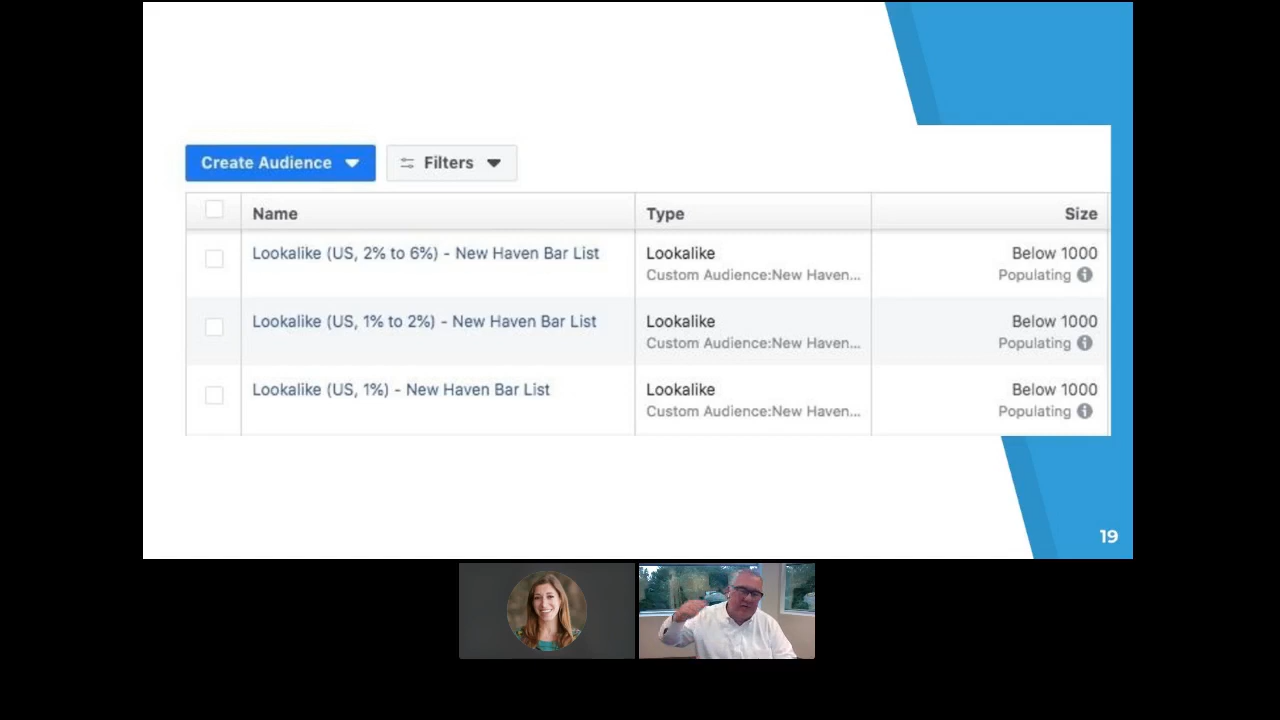 Create Audience
Filters
Name Type Size
Lookalike (US, 2% to 6%) - New Haven Bar List Lookalike Below 1000
Custom Audience:New Haven... Populating
Lookalike (US, 1% to 2%) - New Haven Bar List Lookalike Below 1000
Custom Audience:New Haven... Populating
Lookalike (US, 1%) - New Haven Bar List Lookalike Below 1000
Custom Audience:New Haven... Populating
19